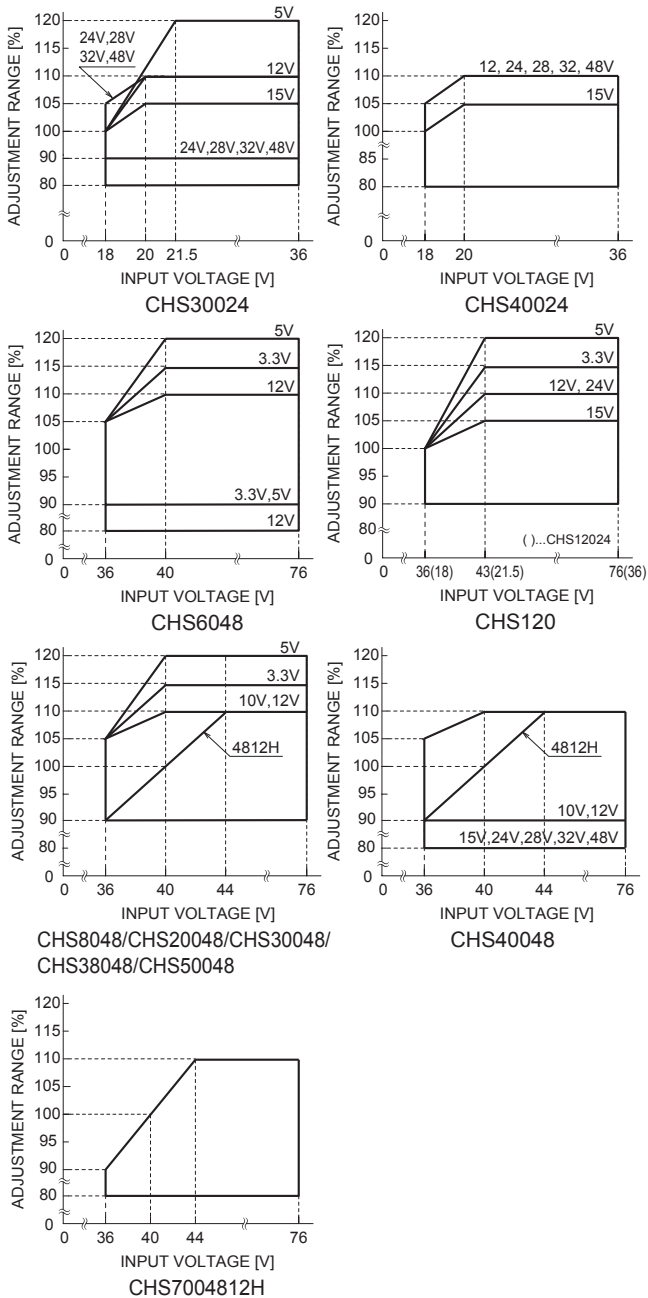 ADJUSTMENT RANGE [%]
120
115
110
105
100
90
80
0
24V,28V
32V,48V
5V
12V
15V
24V,28V,32V,48V
0 18 20 21.5 36
INPUT VOLTAGE [V]
CHS30024
ADJUSTMENT RANGE [%]
120
115
110
105
100
85
80
0
12, 24, 28, 32, 48V
15V
0 18 20 36
INPUT VOLTAGE [V]
CHS40024
ADJUSTMENT RANGE [%]
120
115
110
105
100
95
90
80
0
5V
3.3V
12V
3.3V,5V
12V
0 36 40 76
INPUT VOLTAGE [V]
CHS6048
ADJUSTMENT RANGE [%]
120
115
110
105
100
95
90
80
0
5V
3.3V
12V, 24V
15V
( )...CHS12024
0 36(18) 43(21.5) 76(36)
INPUT VOLTAGE [V]
CHS120
ADJUSTMENT RANGE [%]
120
115
110
105
100
95
90
80
0
5V
3.3V
10V,12V
4812H
0 36 40 44 76
INPUT VOLTAGE [V]
CHS8048/CHS20048/CHS30048/
CHS38048/CHS50048
ADJUSTMENT RANGE [%]
120
115
110
105
100
95
90
80
0
4812H
10V,12V
15V,24V,28V,32V,48V
0 36 40 44 76
INPUT VOLTAGE [V]
CHS40048
ADJUSTMENT RANGE [%]
120
115
110
105
100
95
90
80
0
0 36 40 44 76
INPUT VOLTAGE [V]
CHS7004812H